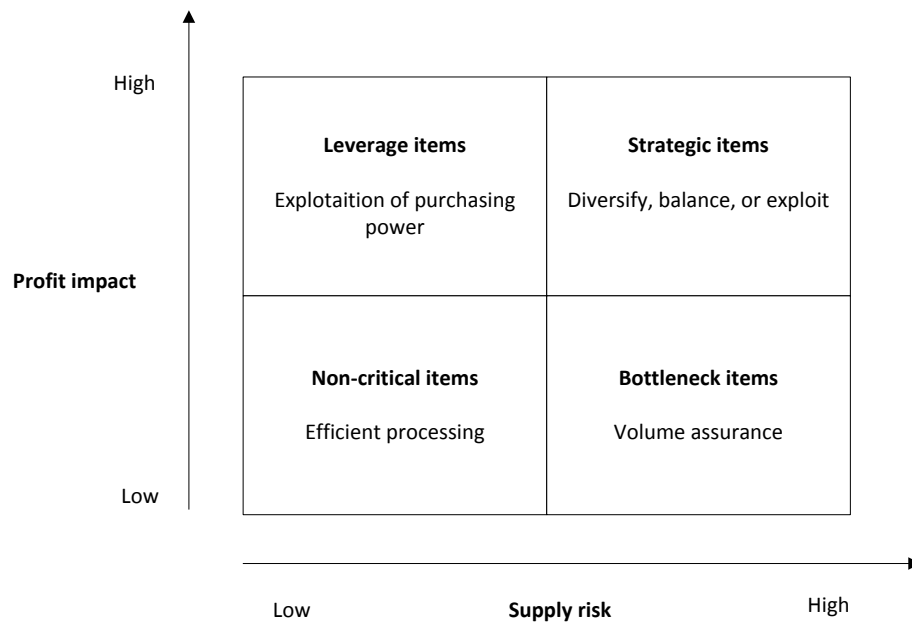 High
Leverage items
Strategic items
Explotaition of purchasing
power
Diversify, balance, or exploit
Profit impact
Non-critical items
Bottleneck items
Efficient processing
Volume assurance
Low
Low
Supply risk
High